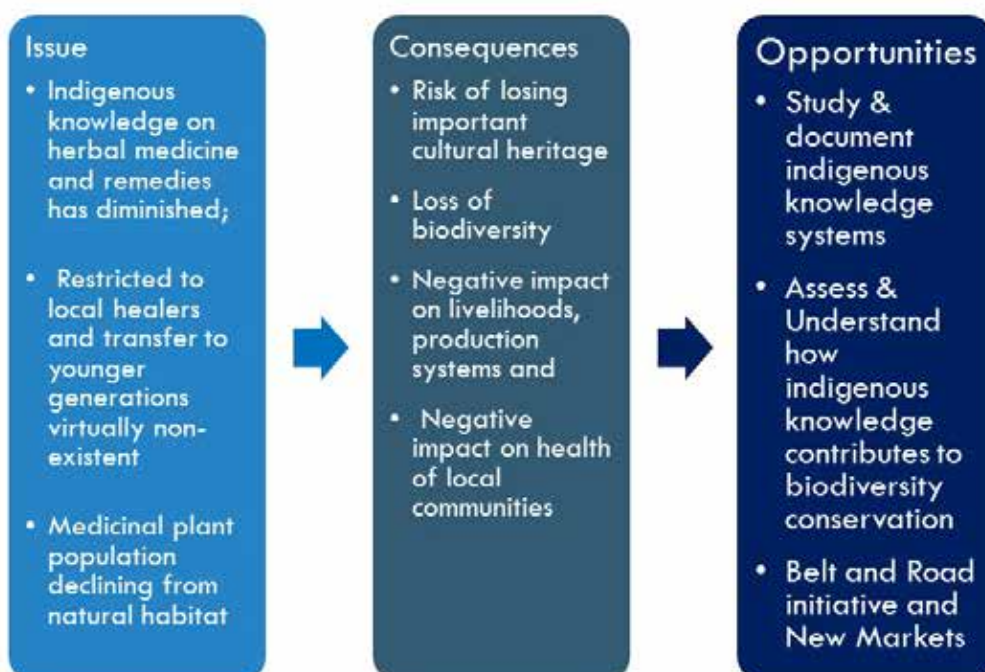 Issue
• Indigenous
knowledge on
herbal medicine
and remedies
has diminished;
• Restricted to
local healers
and transfer to
younger
generations
virtually non-
existent
• Medicinal plant
population
declining from
natural habitat
Consequences
• Risk of losing
important
cultural heritage
• Loss of
biodiversity
• Negative impact
on livelihoods,
production
systems and
• Negative
impact on health
of local
communities
Opportunities
• Study &
document
indigenous
knowledge
systems
• Assess &
Understand
how
indigenous
knowledge
contributes to
biodiversity
conservation
• Belt and Road
initiative and
New Markets